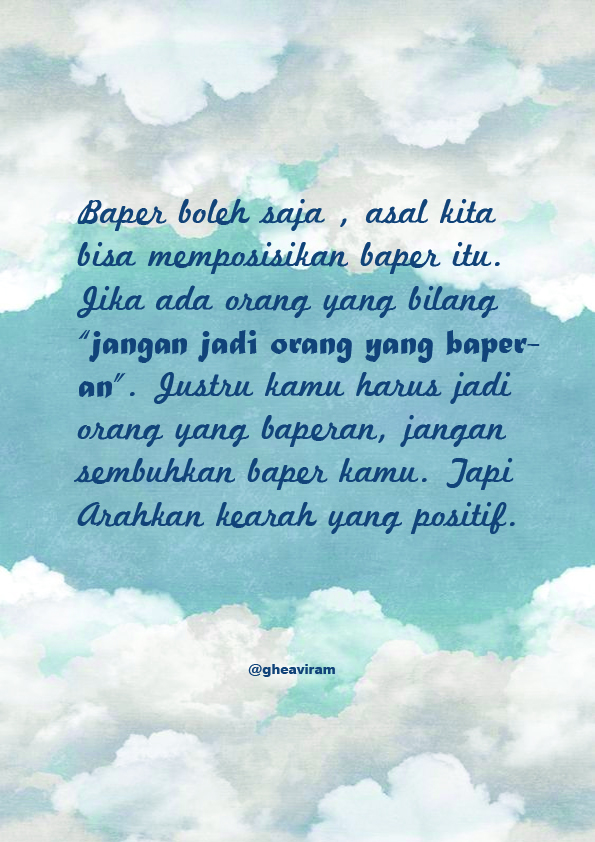 Baper boleh saja , asal kita
bisa memposisikan baper itu.
Jika ada orang yang bilang
"jangan jadi orang yang baper-
an". Justru kamu harus jadi
orang yang baperan, jangan
sembuhkan baper kamu. Tapi
Arahkan kearah yang positif.
@gheaviram